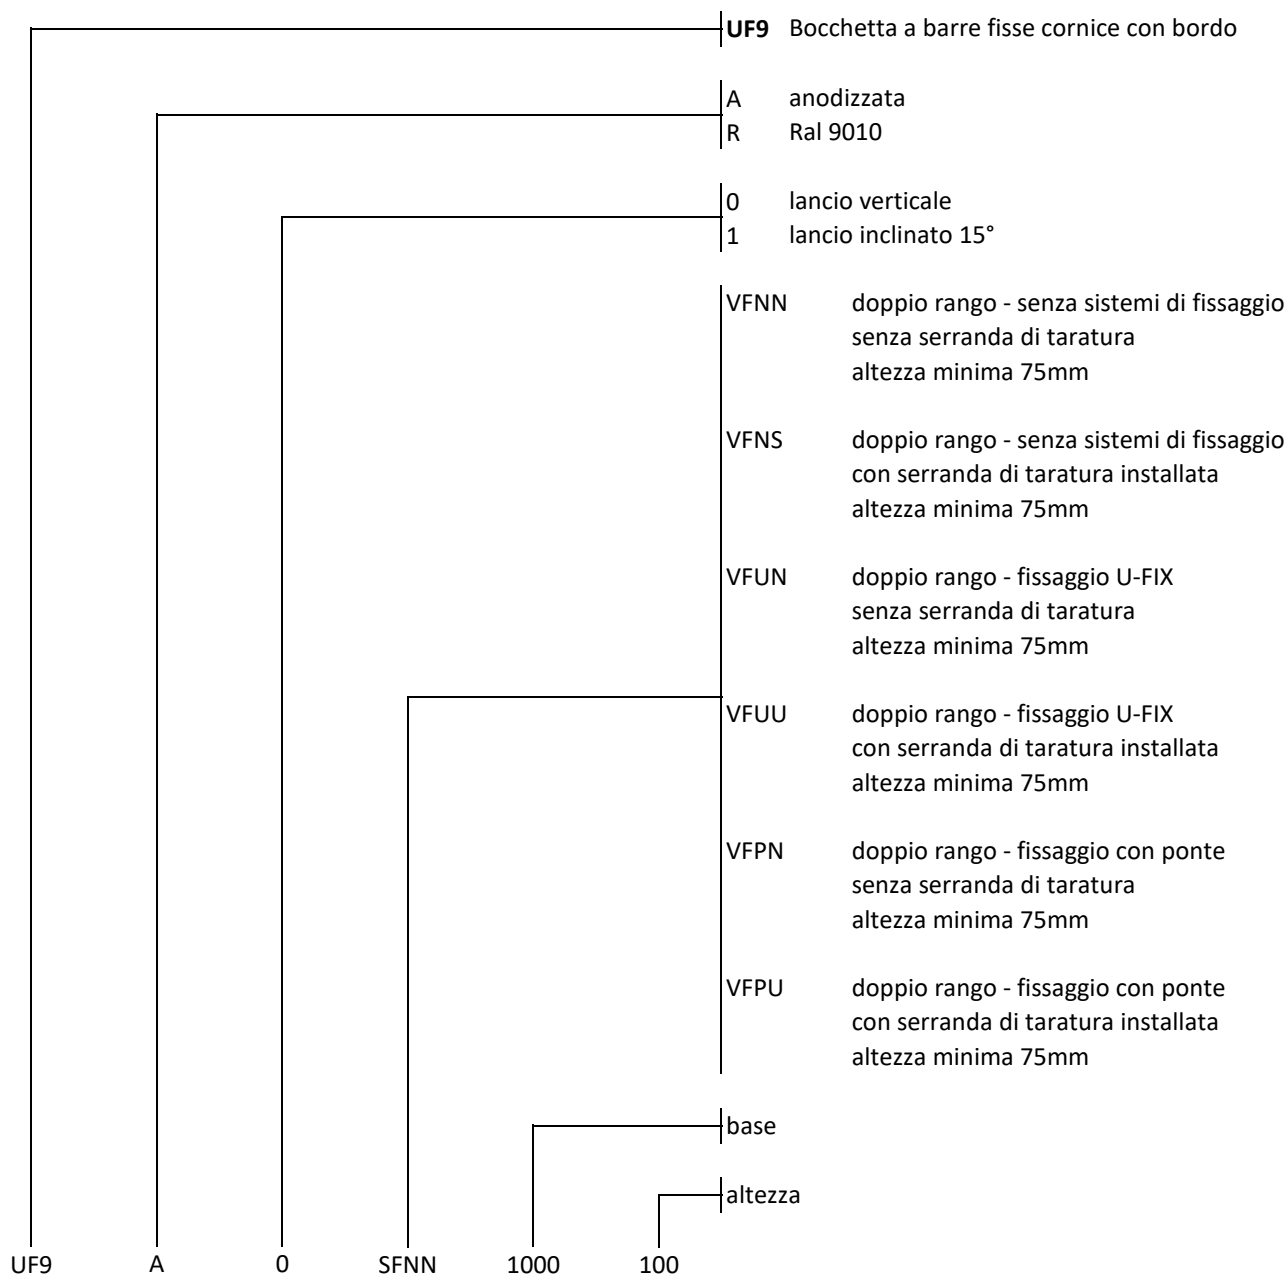 UF9 Bocchetta a barre fisse cornice con bordo
A anodizzata
R Ral 9010
0 lancio verticale
1 lancio inclinato 15°
VFNN doppio rango - senza sistemi di fissaggio
senza serranda di taratura
altezza minima 75mm
VFNS doppio rango - senza sistemi di fissaggio
con serranda di taratura installata
altezza minima 75mm
VFUN doppio rango - fissaggio U-FIX
senza serranda di taratura
altezza minima 75mm
VFUU doppio rango - fissaggio U-FIX
con serranda di taratura installata
altezza minima 75mm
VFPN doppio rango - fissaggio con ponte
senza serranda di taratura
altezza minima 75mm
VFPU doppio rango - fissaggio con ponte
con serranda di taratura installata
altezza minima 75mm
base
altezza
UF9 A 0 SFNN 1000 100